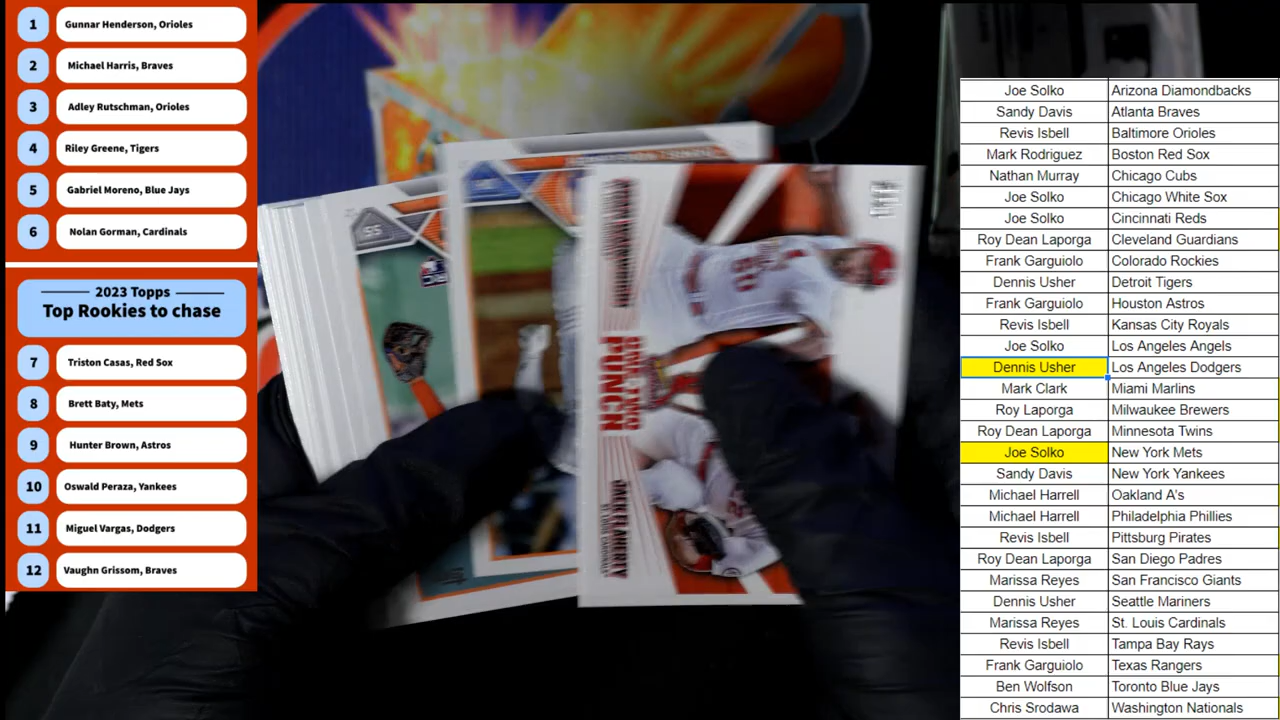 1 Gunnar Henderson, Orioles
2 Michael Harris, Braves
3 Adley Rutschman, Orioles
4 Riley Greene, Tigers
5 Gabriel Moreno, Blue Jays
6 Nolan Gorman, Cardinals
2023 Topps
Top Rookies to chase
7 Triston Casas, Red Sox
8 Brett Baty, Mets
9 Hunter Brown, Astros
10 Oswald Peraza, Yankees
11 Miguel Vargas, Dodgers
12 Vaughn Grissom, Braves
55
ONE-TWO
PUNCH
JACK FLAHERTY
Joe Solko Arizona Diamondbacks
Sandy Davis Atlanta Braves
Revis Isbell Baltimore Orioles
Mark Rodriguez Boston Red Sox
Nathan Murray Chicago Cubs
Joe Solko Chicago White Sox
Joe Solko Cincinnati Reds
Roy Dean Laporga Cleveland Guardians
Frank Garguiolo Colorado Rockies
Dennis Usher Detroit Tigers
Frank Garguiolo Houston Astros
Revis Isbell Kansas City Royals
Joe Solko Los Angeles Angels
Dennis Usher Los Angeles Dodgers
Mark Clark Miami Marlins
Roy Laporga Milwaukee Brewers
Roy Dean Laporga Minnesota Twins
Joe Solko New York Mets
Sandy Davis New York Yankees
Michael Harrell Oakland A's
Michael Harrell Philadelphia Phillies
Revis Isbell Pittsburg Pirates
Roy Dean Laporga San Diego Padres
Marissa Reyes San Francisco Giants
Dennis Usher Seattle Mariners
Marissa Reyes St. Louis Cardinals
Revis Isbell Tampa Bay Rays
Frank Garguiolo Texas Rangers
Ben Wolfson Toronto Blue Jays
Chris Srodawa Washington Nationals